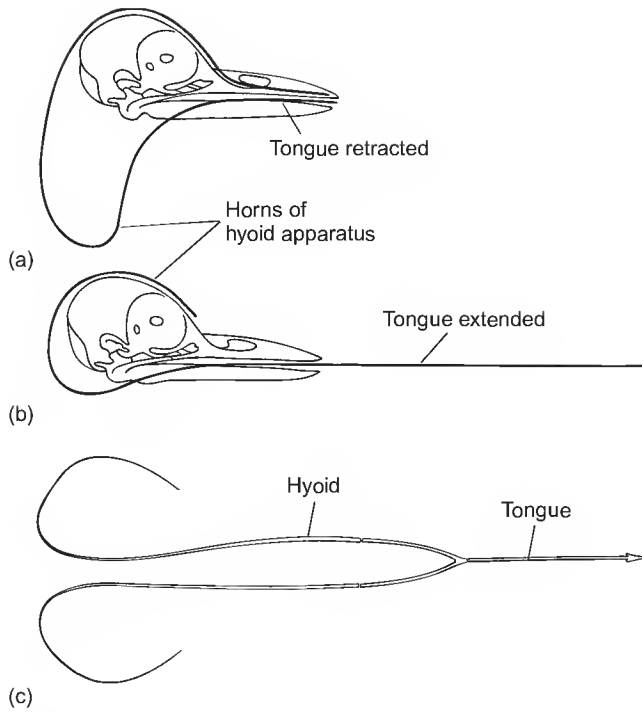 Tongue retracted
Horns of
hyoid apparatus
(a)
Tongue extended
(b)
Hyoid
Tongue
(c)